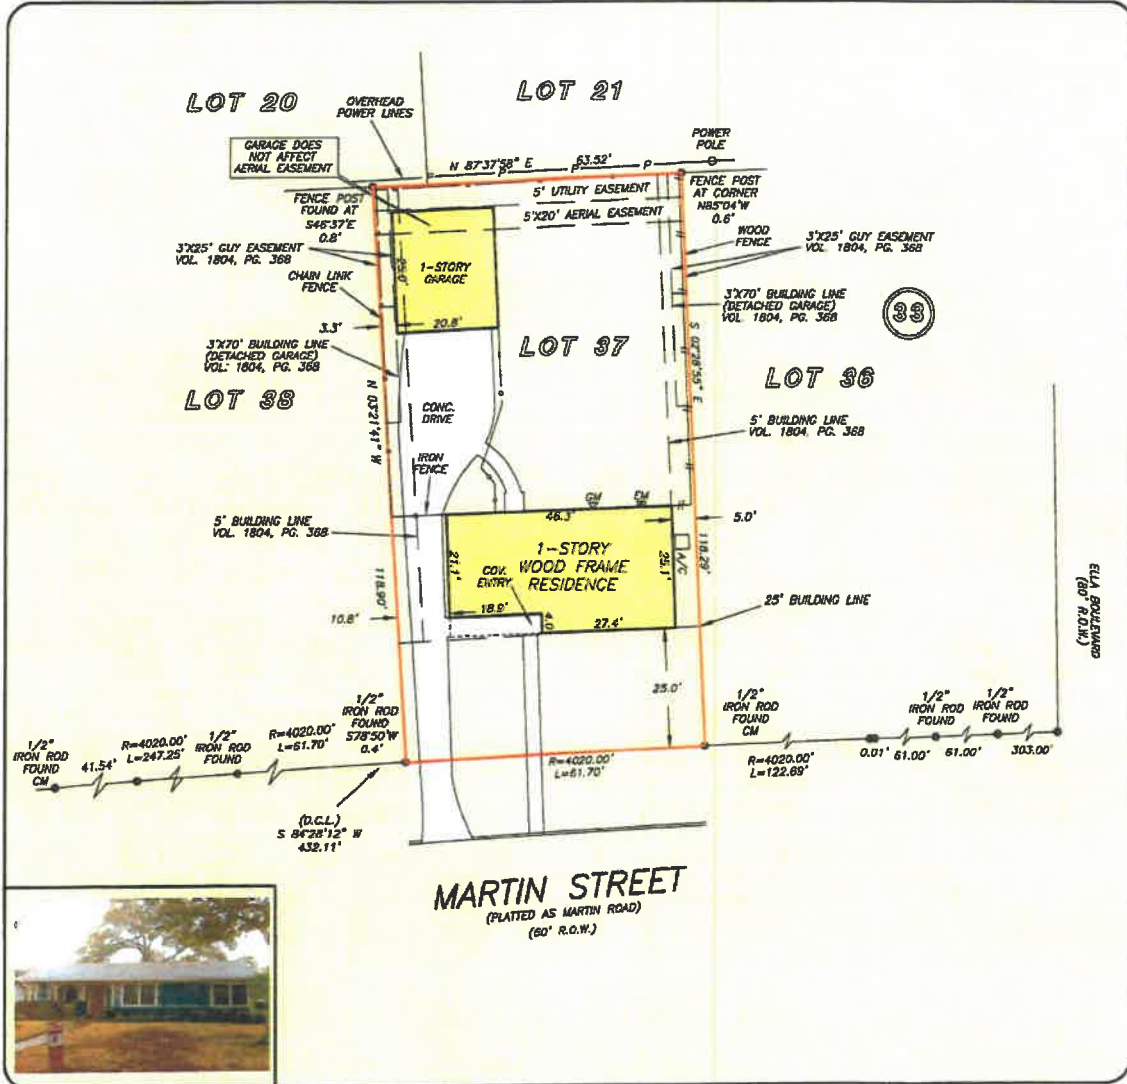 LOT 20
OVERHEAD
POWER LINES
LOT 21
POWER
POLE
GARAGE DOES
NOT AFFECT
AERIAL EASEMENT
N 87°37'58" E
63.52'
P P P
FENCE POST
FOUND AT
S46°37'E
0.8'
5' UTILITY EASEMENT
5'X20' AERIAL EASEMENT
FENCE POST
AT CORNER
N85°04'W
0.6'
WOOD
FENCE
3'X25' GUY EASEMENT
VOL. 1804, PG. 368
3'X25' GUY EASEMENT
VOL. 1804, PG. 368
CHAIN LINK
FENCE
25.0'
1-STORY
GARAGE
20.8'
3.3'
3'X70' BUILDING LINE
(DETACHED GARAGE)
VOL. 1804, PG. 368
33
3'X70' BUILDING LINE
(DETACHED GARAGE)
VOL. 1804, PG. 368
LOT 37
S 02°28'55" E
LOT 36
LOT 38
N 03°21'41" W
CONC.
DRIVE
5' BUILDING LINE
VOL. 1804, PG. 368
IRON
FENCE
GM
EM
46.3'
5.0'
5' BUILDING LINE
VOL. 1804, PG. 368
1-STORY
WOOD FRAME
RESIDENCE
21.1'
25.1'
A/C
118.29'
COV.
ENTRY
118.90'
18.9'
4.0'
27.4'
10.8'
25' BUILDING LINE
ELLA BOULEVARD
(80' R.O.W.)
25.0'
1/2"
IRON ROD
FOUND
CM
41.54'
R=4020.00'
L=247.25'
1/2"
IRON ROD
FOUND
R=4020.00'
L=61.70'
1/2"
IRON ROD
FOUND
S78°50'W
0.4'
R=4020.00'
L=61.70'
1/2"
IRON ROD
FOUND
CM
R=4020.00'
L=122.69'
0.01'
61.00'
1/2"
IRON ROD
FOUND
61.00'
1/2"
IRON ROD
FOUND
303.00'
(D.C.L.)
S 84°28'12" W
432.11'
MARTIN STREET
(PLATTED AS MARTIN ROAD)
(60' R.O.W.)